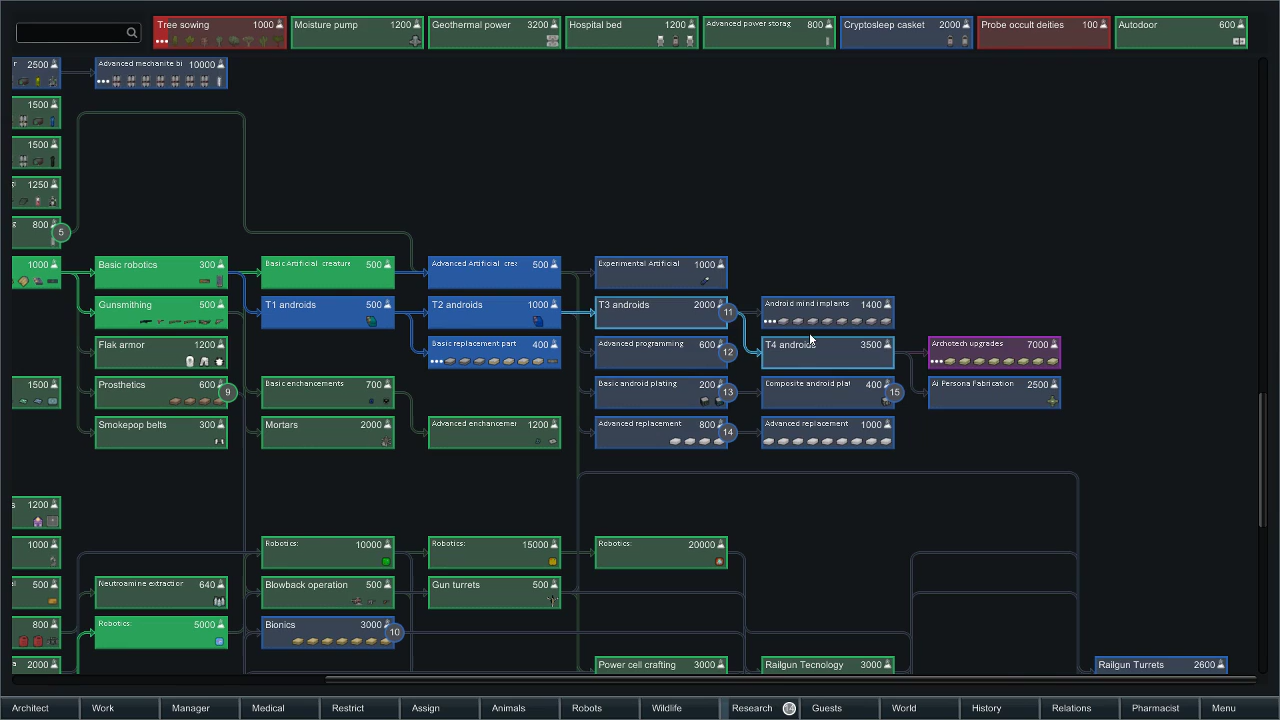 Tree sowing 1000
Moisture pump 1200
Geothermal power 3200
Hospital bed 1200
Advanced power storag 800
Cryptosleep casket 2000
Probe occult deities 100
Autodoor 600
2500
Advanced mechanite bi 10000
1500
1500
1250
800
5
1000
Basic robotics 300
Basic Artificial creature 500
Advanced Artificial crea 500
Experimental Artificial 1000
Gunsmithing 500
T1 androids 500
T2 androids 1000
T3 androids 2000
11
Android mind implants 1400
Flak armor 1200
Basic replacement part 400
Advanced programming 600
12
T4 androids 3500
Archotech upgrades 7000
1500
Prosthetics 600
9
Basic enchancements 700
Basic android plating 200
13
Composite android plat 400
15
Ai Persona Fabrication 2500
Smokepop belts 300
Mortars 2000
Advanced enchancemer 1200
Advanced replacement 800
14
Advanced replacement 1000
1200
1000
Robotics: 10000
Robotics: 15000
Robotics: 20000
500
Neutroamine extraction 640
Blowback operation 500
Gun turrets 500
800
Robotics: 5000
Bionics 3000
10
2000
Power cell crafting 3000
Railgun Tecnology 3000
Railgun Turrets 2600
Architect
Work
Manager
Medical
Restrict
Assign
Animals
Robots
Wildlife
Research
Guests
World
History
Relations
Pharmacist
Menu